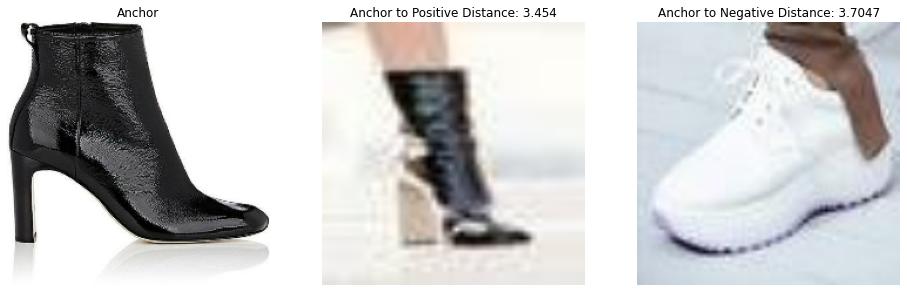 Anchor
Anchor to Positive Distance: 3.454
Anchor to Negative Distance: 3.7047